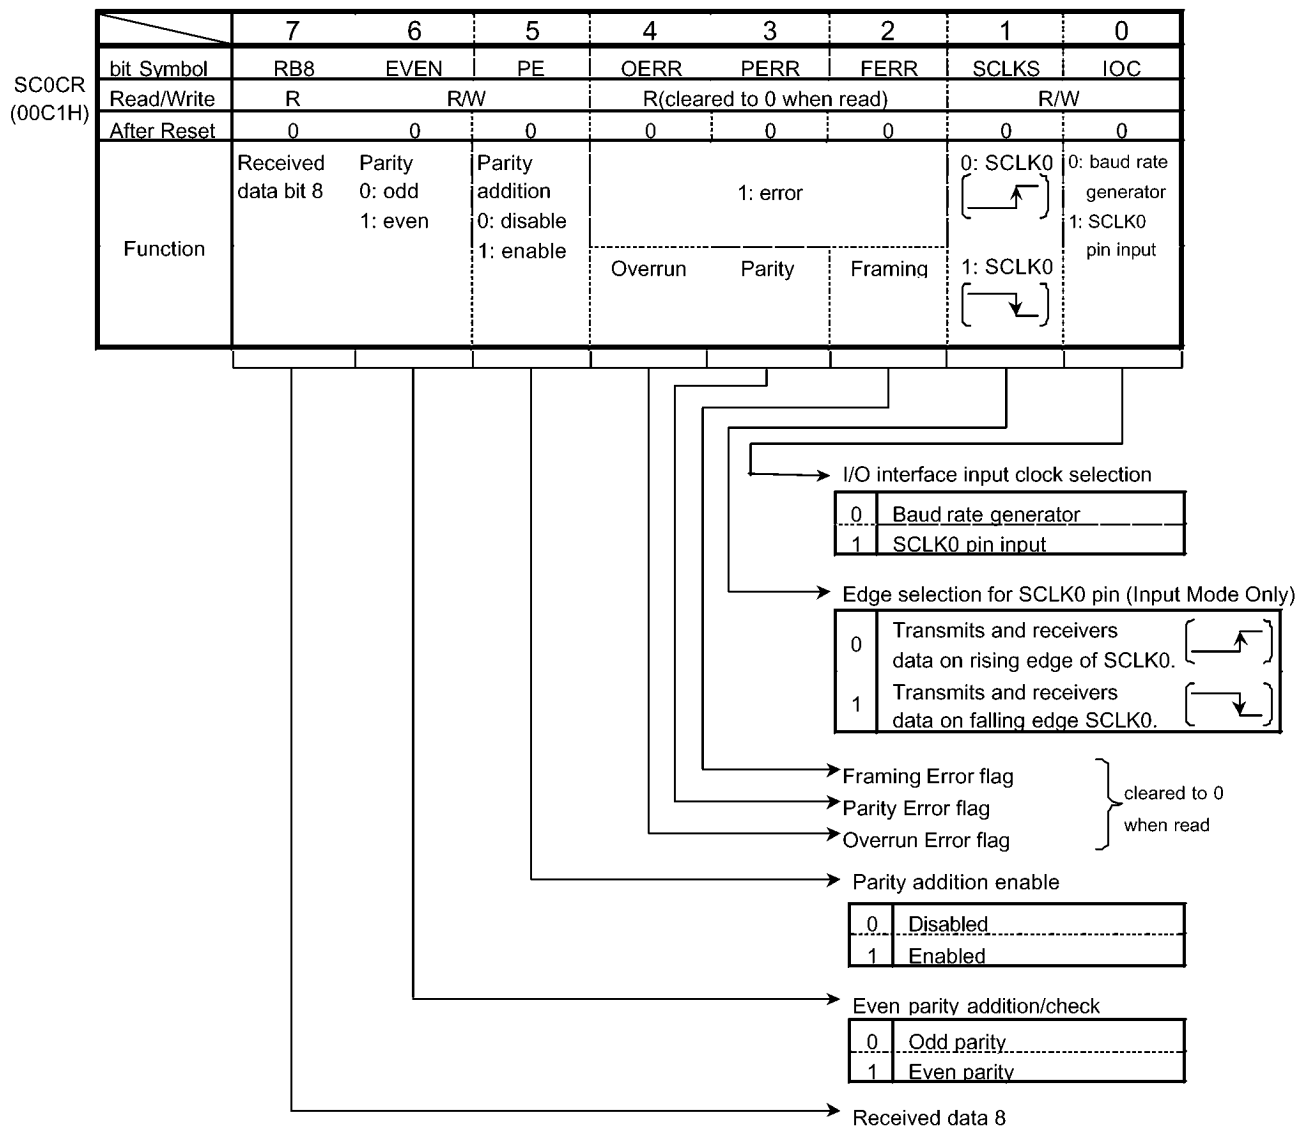 7 6 5 4 3 2 1 0
SC0CR
(00C1H)
bit Symbol RB8 EVEN PE OERR PERR FERR SCLKS IOC
Read/Write R R/W R(cleared to 0 when read) R/W
After Reset 0 0 0 0 0 0 0 0
Function
Received
data bit 8
Parity
0: odd
1: even
Parity
addition
0: disable
1: enable
1: error
Overrun Parity Framing
0: SCLK0
1: SCLK0
0: baud rate
generator
1: SCLK0
pin input
I/O interface input clock selection
0 Baud rate generator
1 SCLK0 pin input
Edge selection for SCLK0 pin (Input Mode Only)
0 Transmits and receivers
data on rising edge of SCLK0.
1 Transmits and receivers
data on falling edge SCLK0.
Framing Error flag
Parity Error flag
Overrun Error flag
cleared to 0
when read
Parity addition enable
0 Disabled
1 Enabled
Even parity addition/check
0 Odd parity
1 Even parity
Received data 8